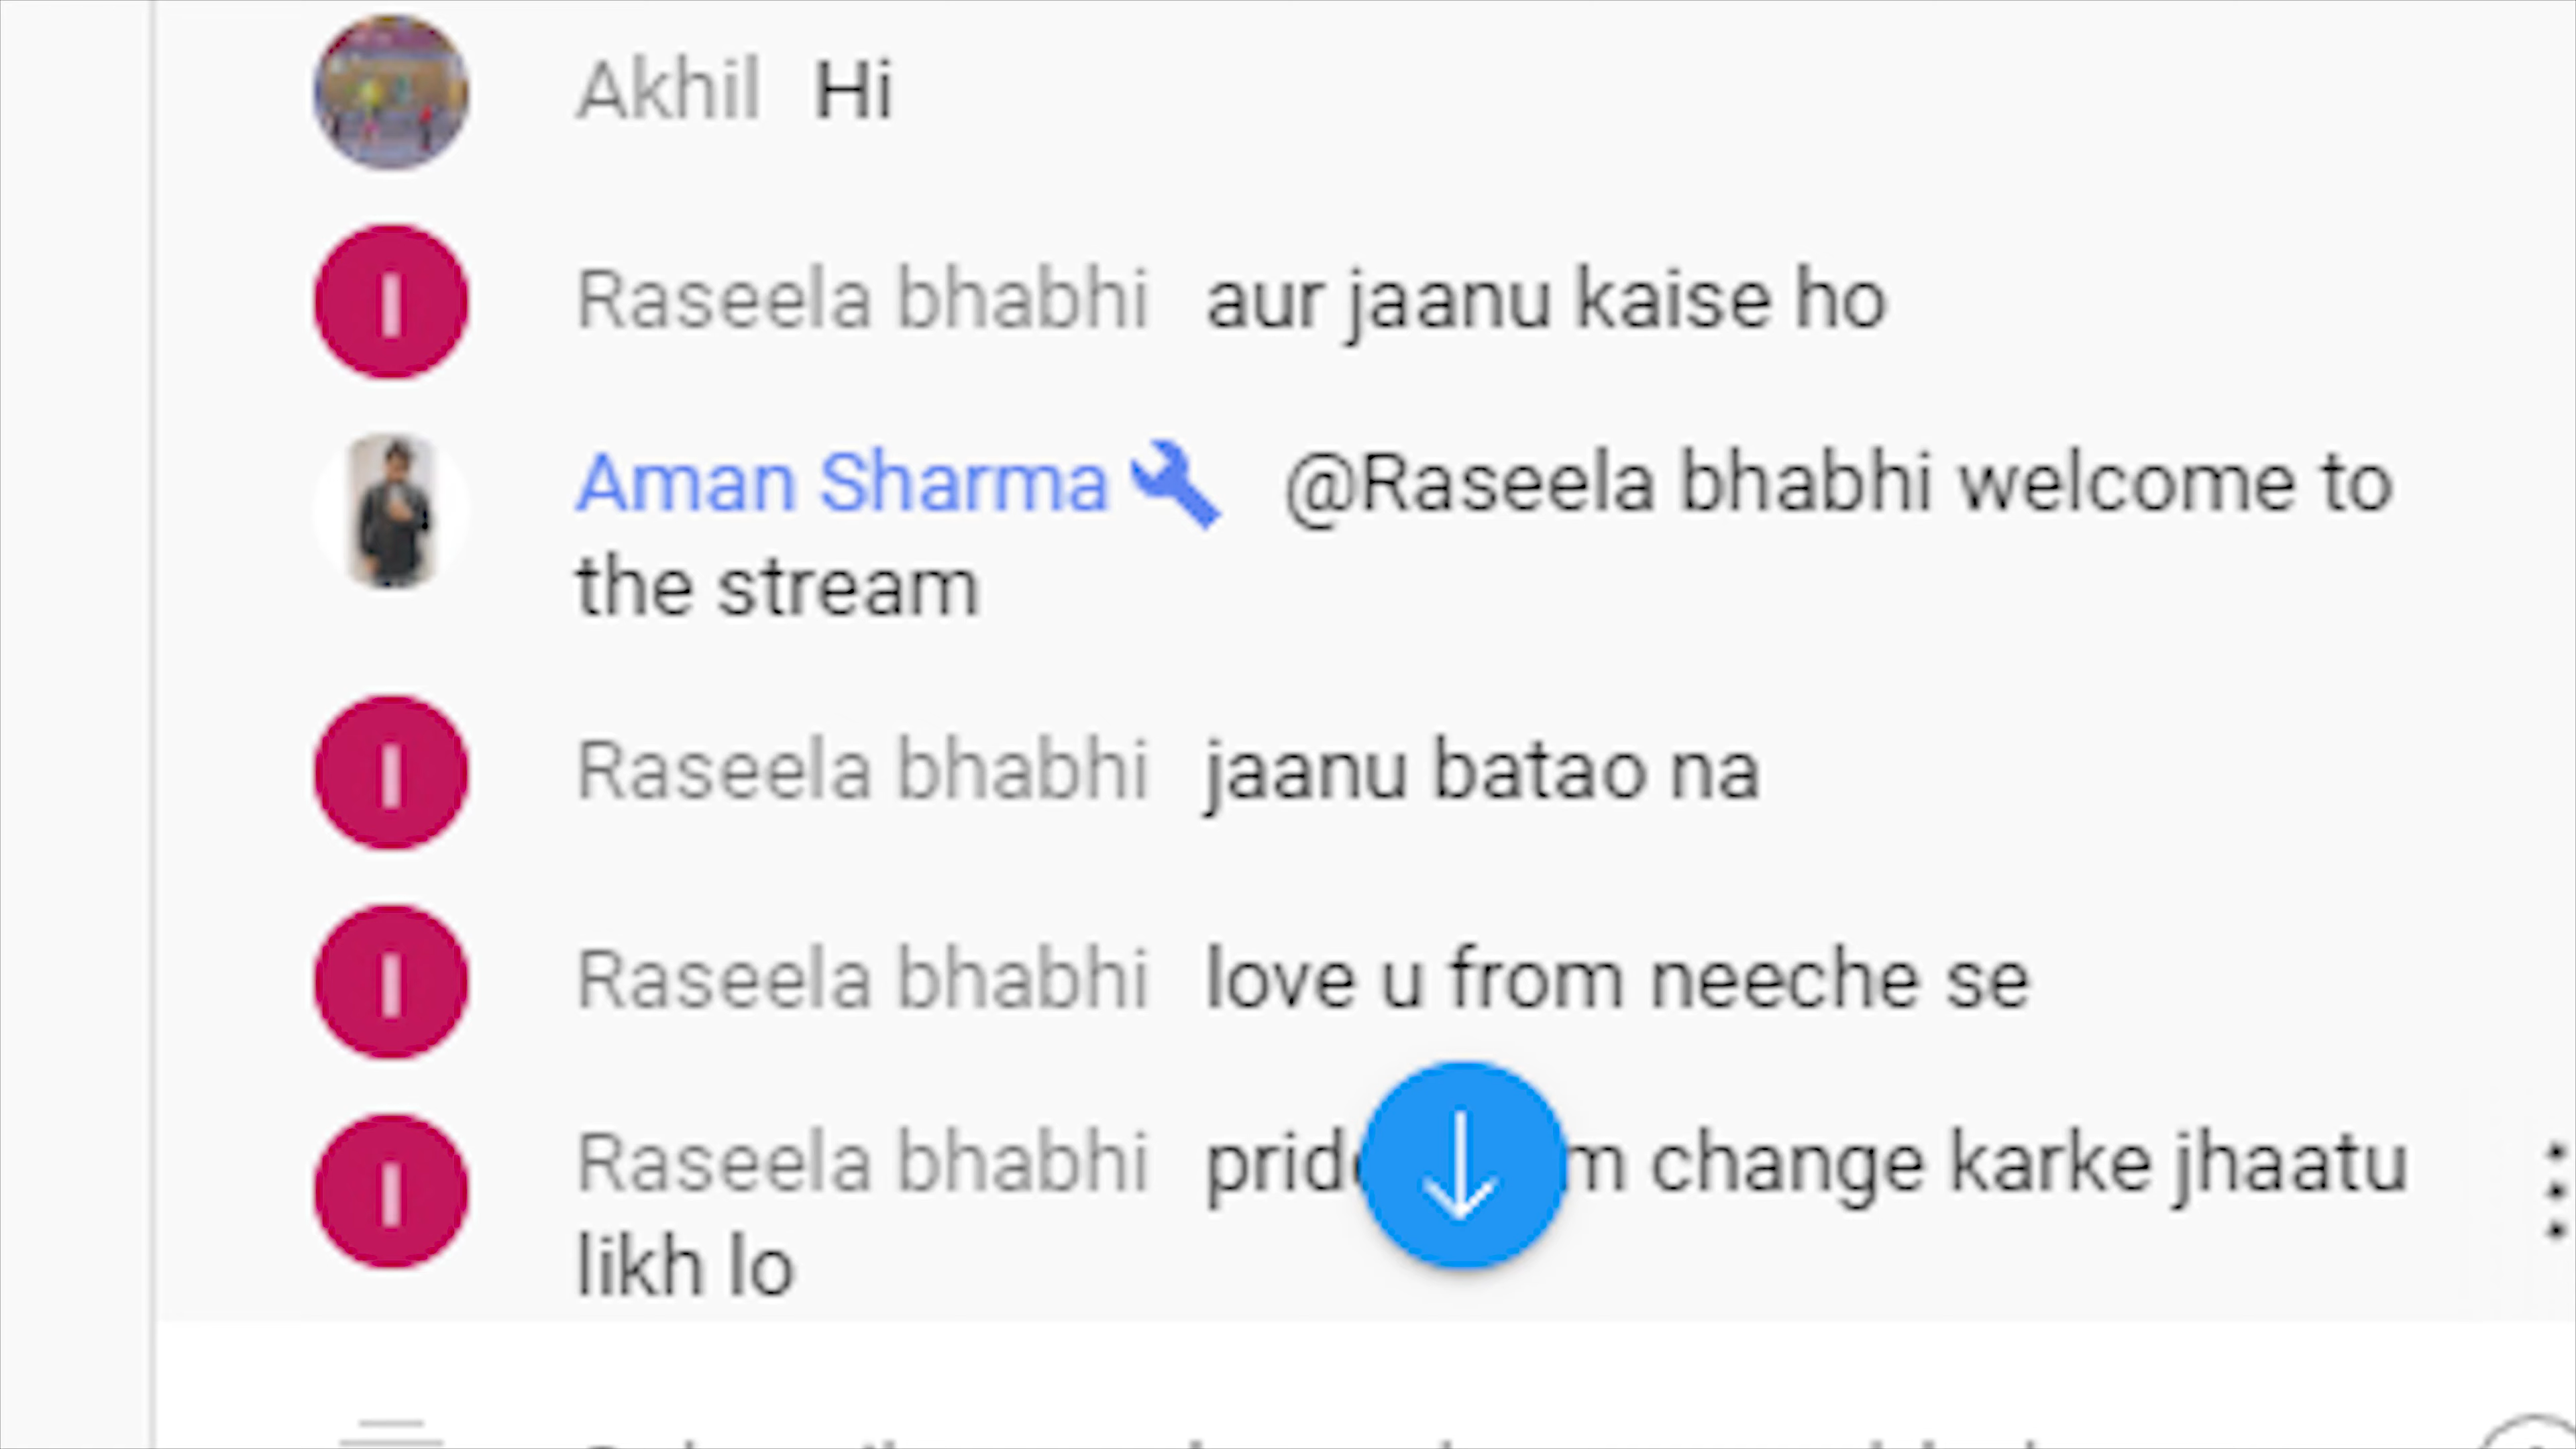 Akhil Hi
Raseela bhabhi aur jaanu kaise ho
Aman Sharma @Raseela bhabhi welcome to
the stream
Raseela bhabhi jaanu batao na
Raseela bhabhi love u from neeche se
Raseela bhabhi change karke jhaatu
likh lo